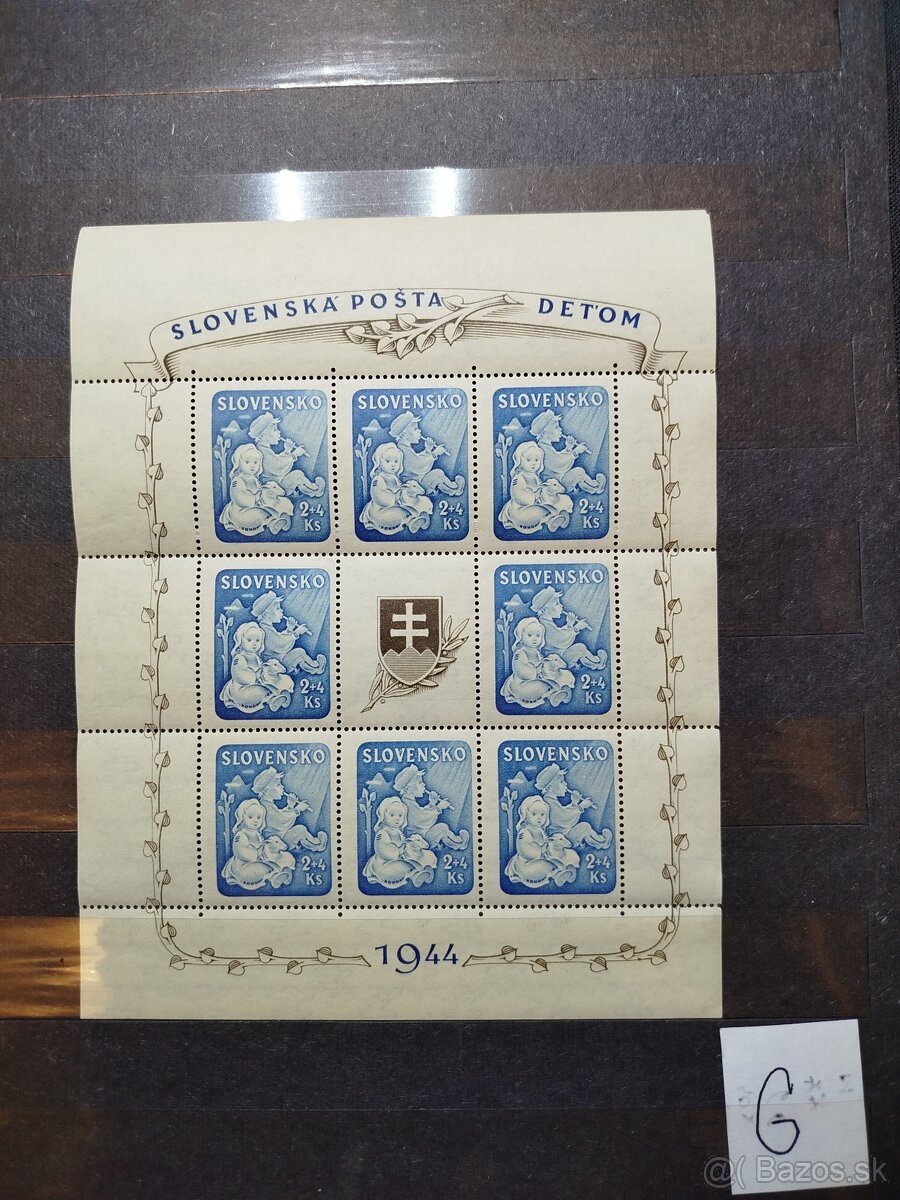 SLOVENSKÁ POŠTA DEŤOM
SLOVENSKO SLOVENSKO SLOVENSKO
2+4 Ks 2+4 Ks 2+4 Ks
SLOVENSKO SLOVENSKO
2+4 Ks 2+4 Ks
SLOVENSKO SLOVENSKO SLOVENSKO
2+4 Ks 2+4 Ks 2+4 Ks
1944
G
@( Bazos.sk